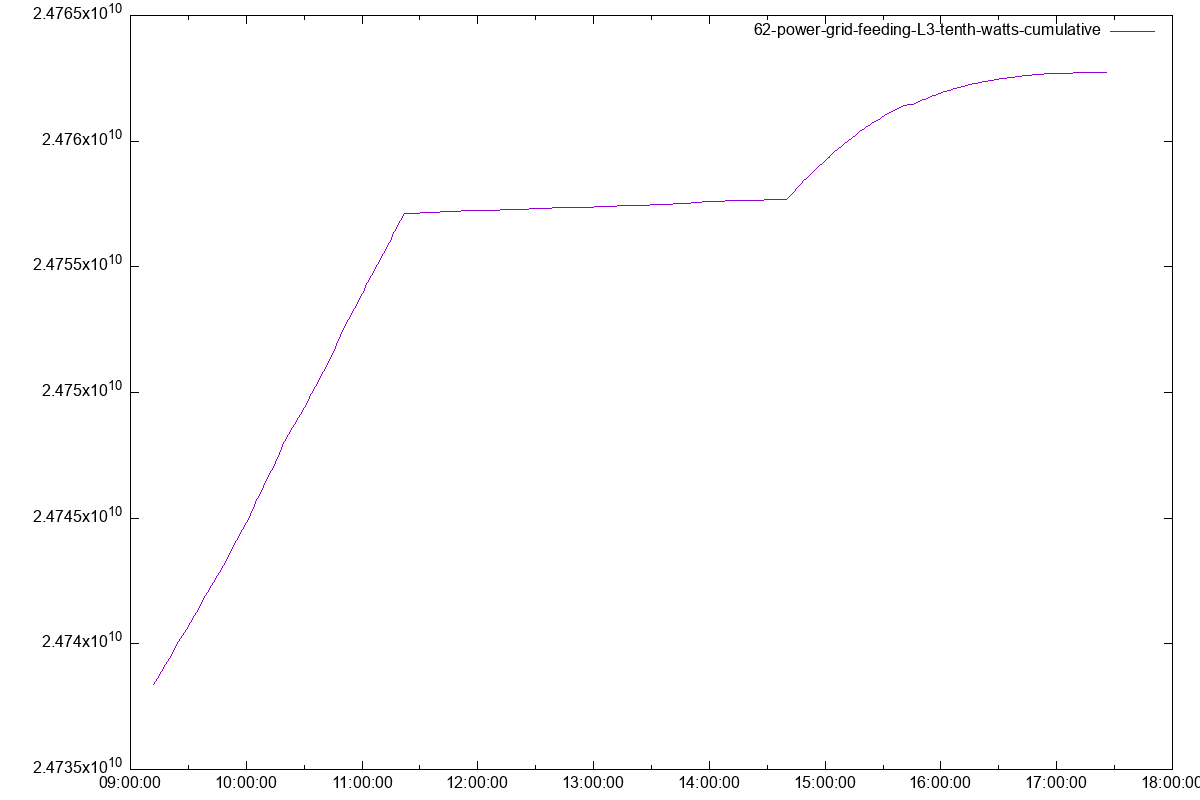 2.4765x10^10
62-power-grid-feeding-L3-tenth-watts-cumulative
2.476x10^10
2.4755x10^10
2.475x10^10
2.4745x10^10
2.474x10^10
2.4735x10^10
09:00:00 10:00:00 11:00:00 12:00:00 13:00:00 14:00:00 15:00:00 16:00:00 17:00:00 18:00:00